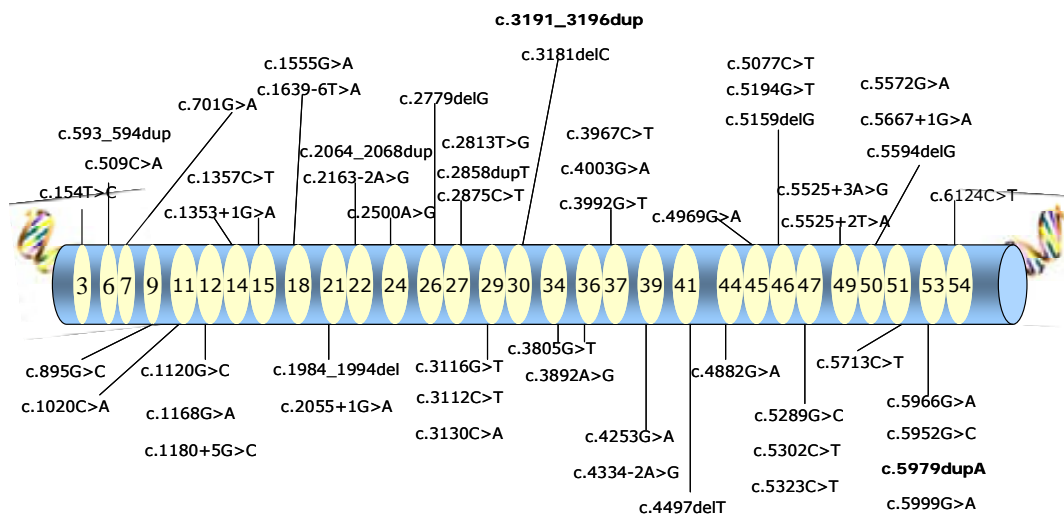 c.3191_3196dup
c.3181delC
c.1555G>A
c.1639-6T>A
c.701G>A
c.593_594dup
c.509C>A
c.154T>C
c.1357C>T
c.1353+1G>A
c.2064_2068dup
c.2163-2A>G
c.2500A>G
c.2779delG
c.2813T>G
c.2858dupT
c.2875C>T
c.3967C>T
c.4003G>A
c.3992G>T
c.4969G>A
c.5077C>T
c.5194G>T
c.5159delG
c.5525+3A>G
c.5525+2T>A
c.5572G>A
c.5667+1G>A
c.5594delG
c.6124C>T
3 6 7 9 11 12 14 15 18 21 22 24 26 27 29 30 34 36 37 39 41 44 45 46 47 49 50 51 53 54
c.895G>C
c.1020C>A
c.1120G>C
c.1168G>A
c.1180+5G>C
c.1984_1994del
c.2055+1G>A
c.3116G>T
c.3112C>T
c.3130C>A
c.3805G>T
c.3892A>G
c.4253G>A
c.4334-2A>G
c.4497delT
c.4882G>A
c.5289G>C
c.5302C>T
c.5323C>T
c.5713C>T
c.5966G>A
c.5952G>C
c.5979dupA
c.5999G>A